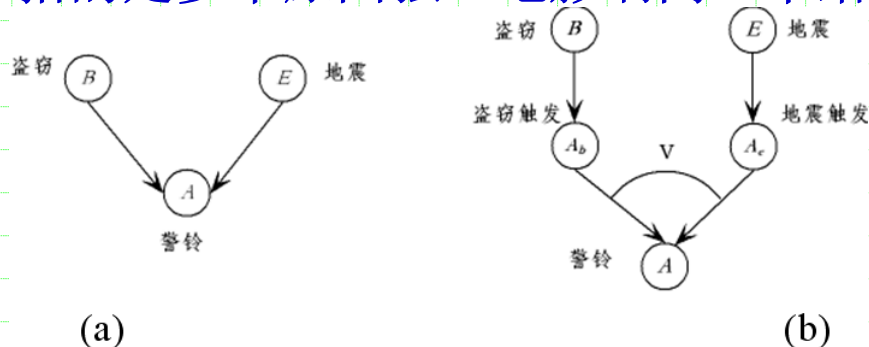 盗窃 B E 地震
盗窃 B E 地震
盗窃触发 地震触发
A_b V A_e
A
警铃
警铃 A
(a) (b)